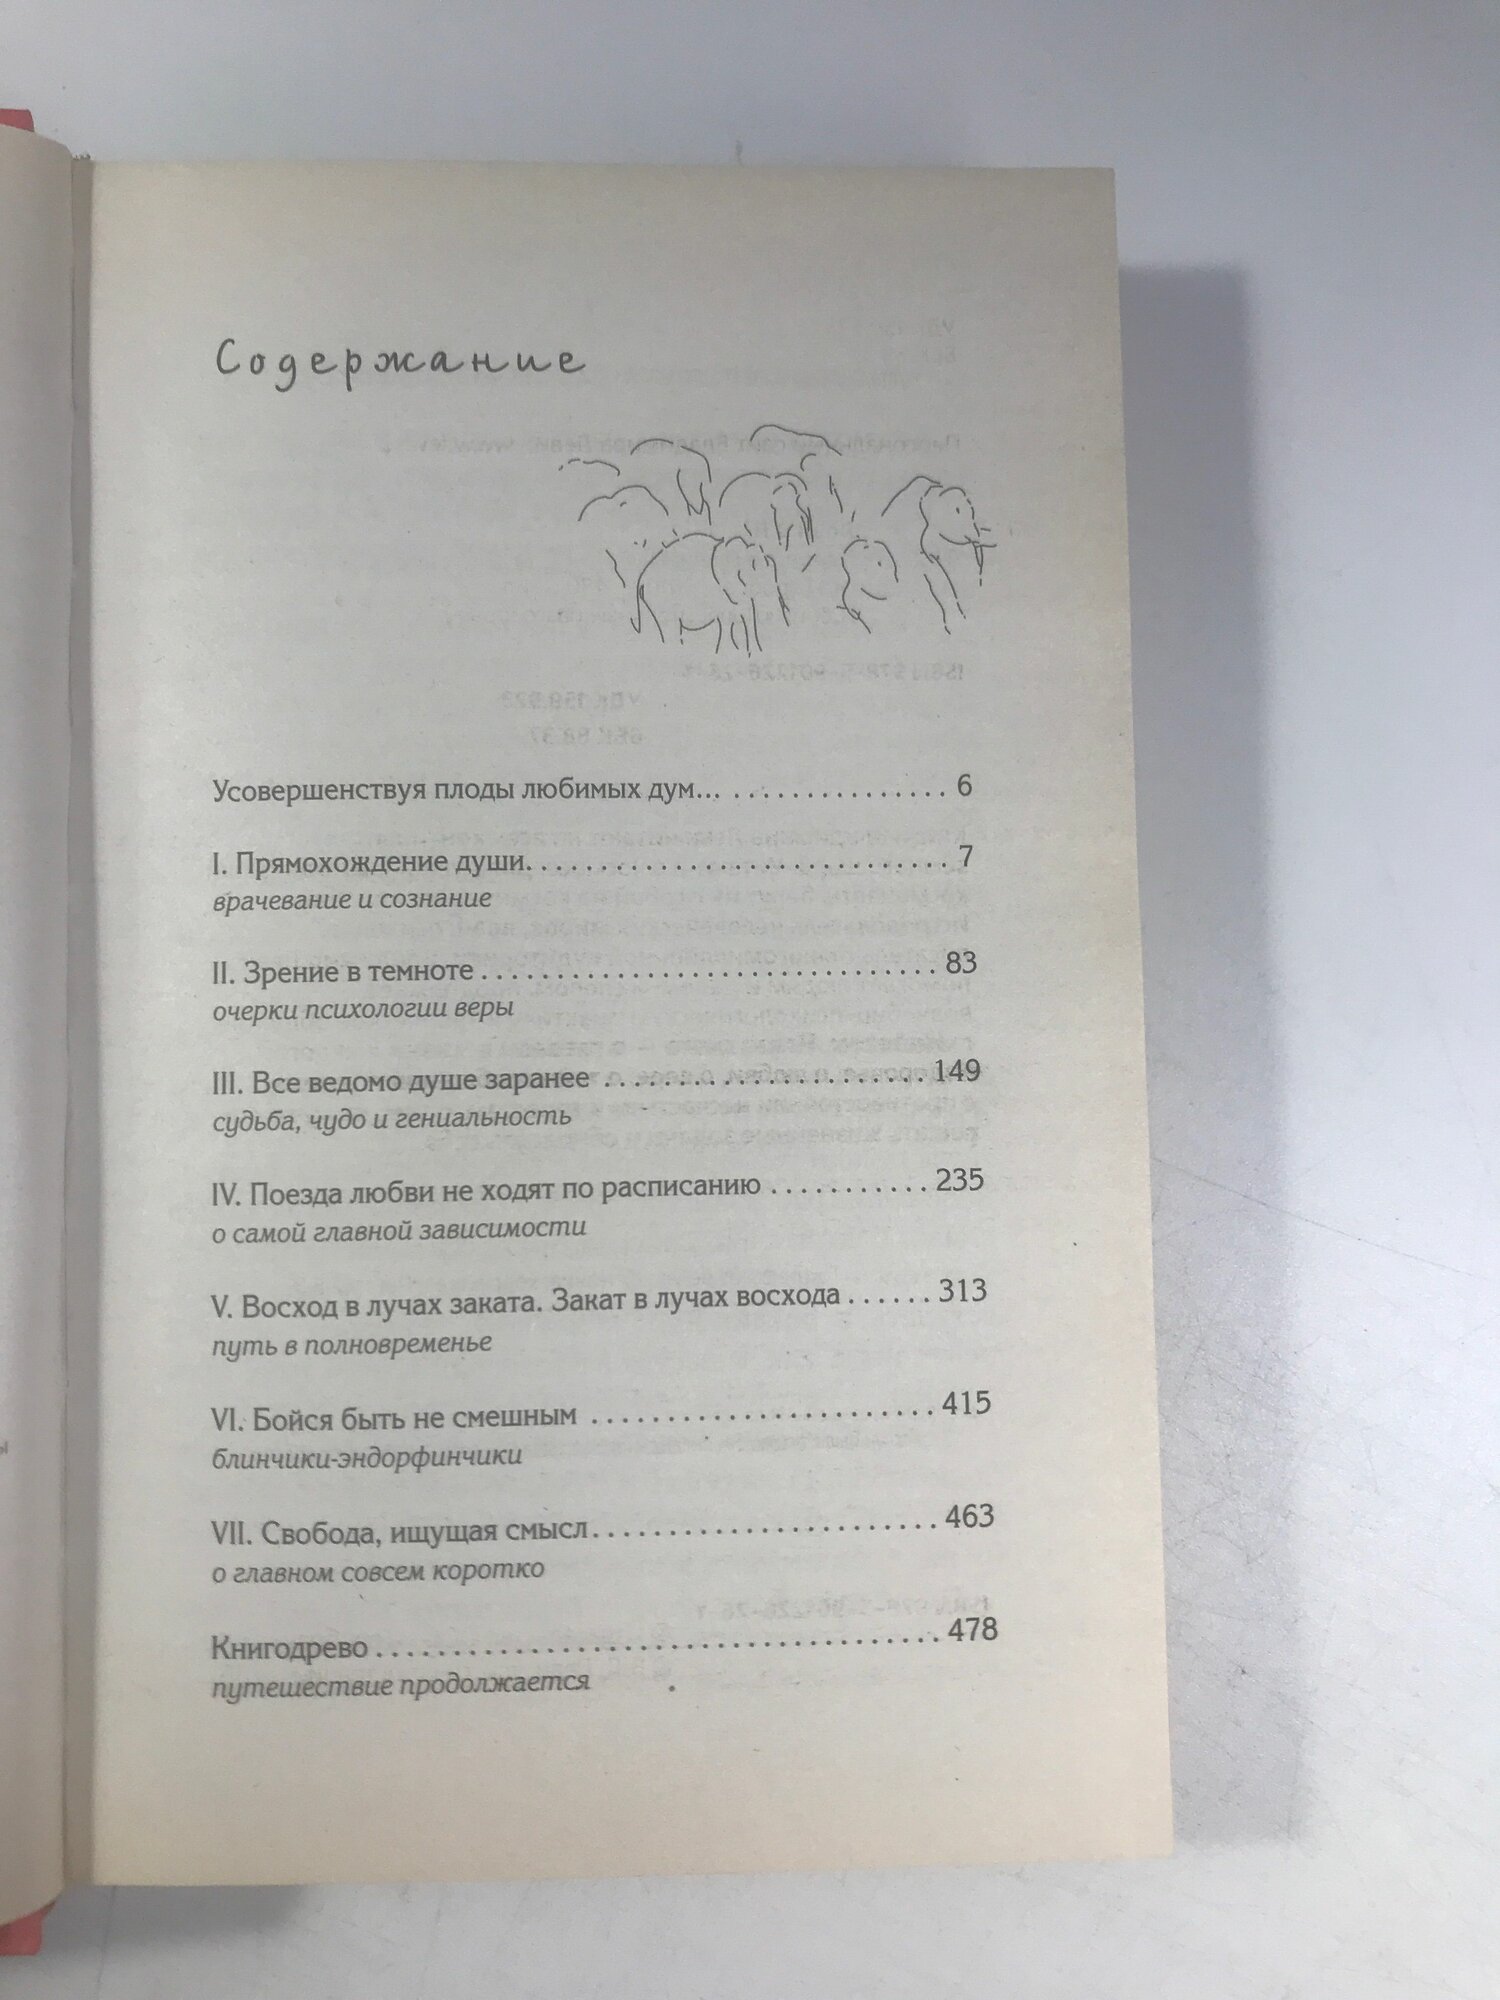 Содержание
Усовершенствуя плоды любимых дум... ................ 6
I. Прямохождение души............................. 7
врачевание и сознание
II. Зрение в темноте ............................... 83
очерки психологии веры
III. Все ведомо душе заранее ...................... 149
судьба, чудо и гениальность
IV. Поезда любви не ходят по расписанию ........... 235
о самой главной зависимости
V. Восход в лучах заката. Закат в лучах восхода ...... 313
путь в полновременье
VI. Бойся быть не смешным ....................... 415
блинчики-эндорфинчики
VII. Свобода, ищущая смысл....................... 463
о главном совсем коротко
Книгодрево ...................................... 478
путешествие продолжается